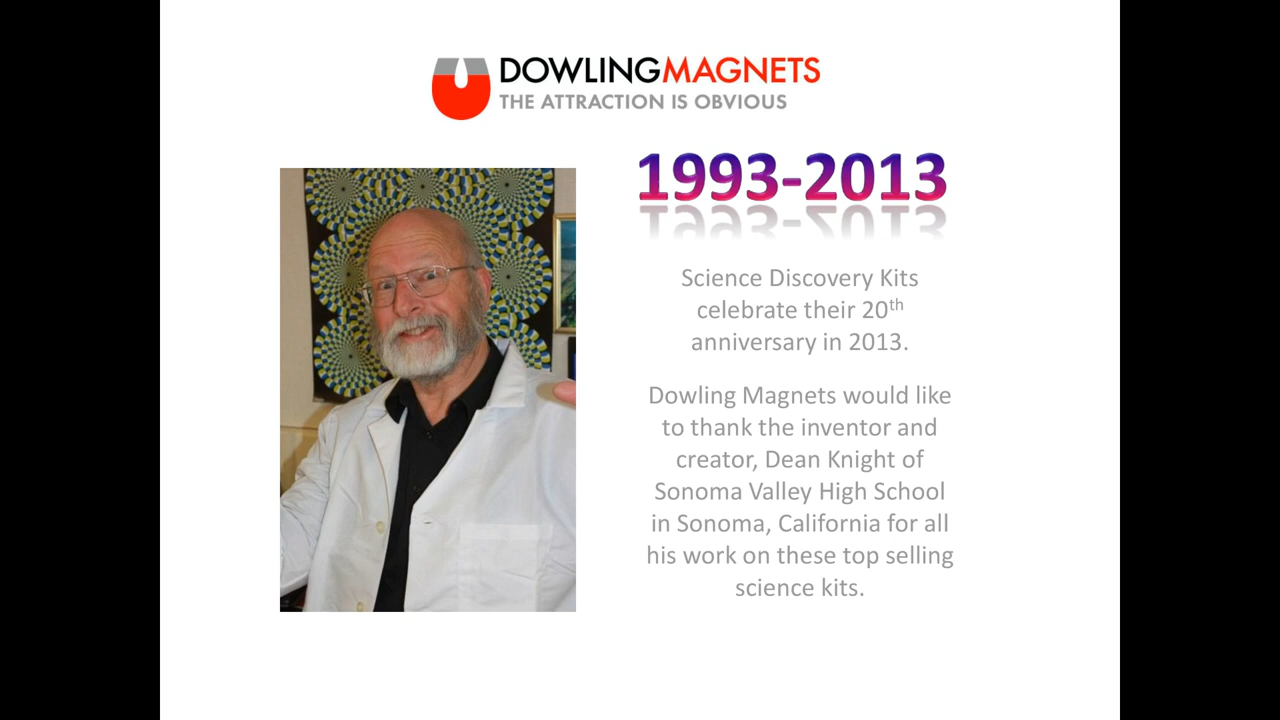 DOWLINGMAGNETS
THE ATTRACTION IS OBVIOUS
1993-2013
Science Discovery Kits
celebrate their 20th
anniversary in 2013.
Dowling Magnets would like
to thank the inventor and
creator, Dean Knight of
Sonoma Valley High School
in Sonoma, California for all
his work on these top selling
science kits.